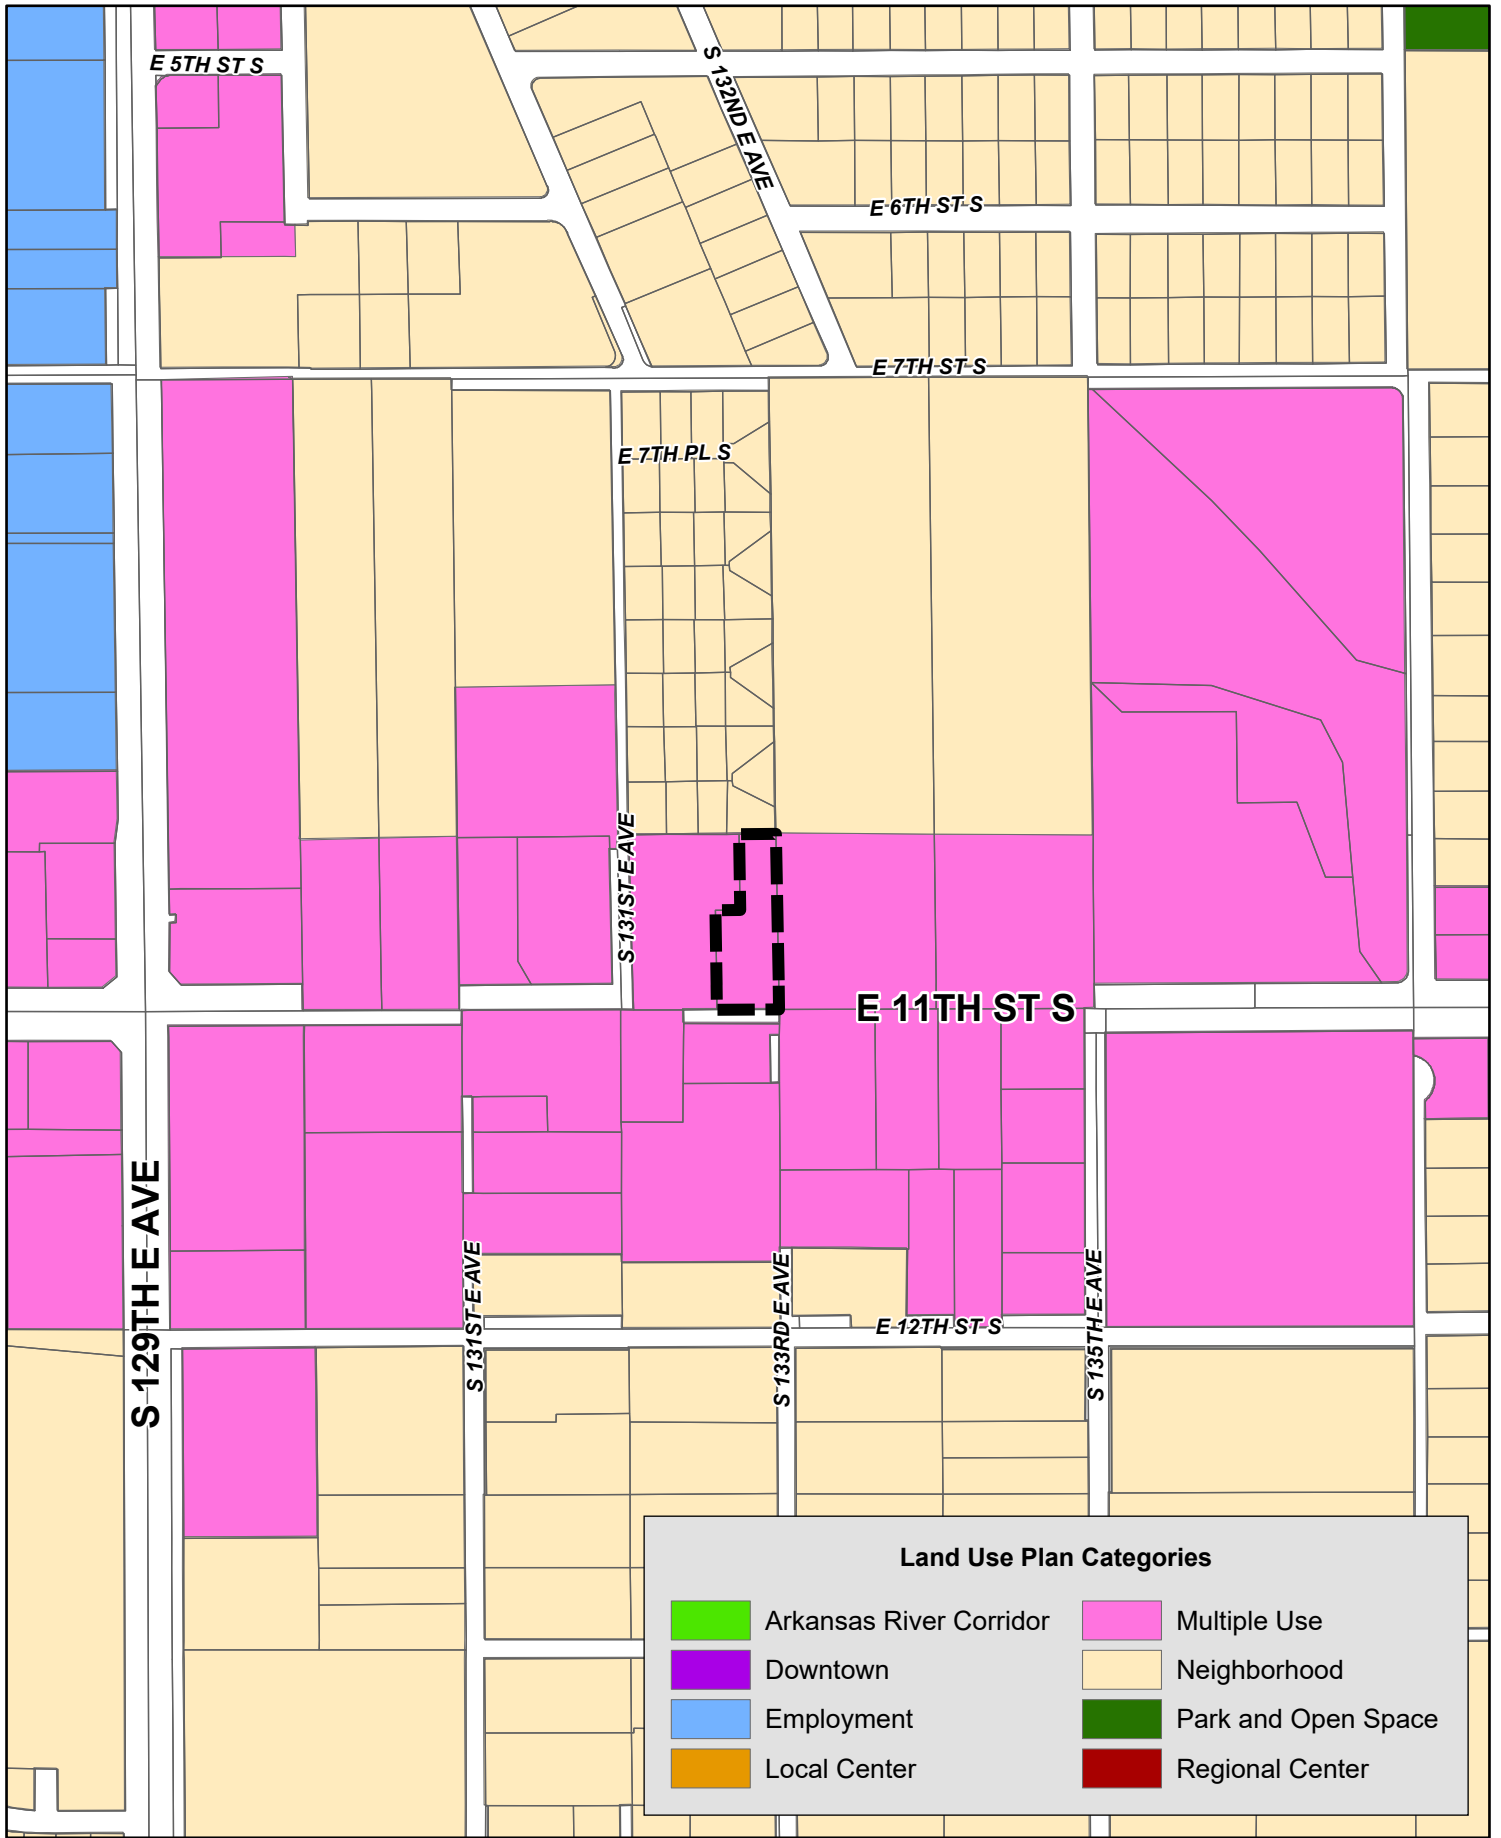 E 5TH ST S
S 132ND E AVE
E 6TH ST S
E 7TH ST S
E 7TH PL S
S 131ST E AVE
E 11TH ST S
S 129TH E AVE
S 131ST E AVE
S 133RD E AVE
S 135TH E AVE
E 12TH ST S
Land Use Plan Categories
Arkansas River Corridor
Multiple Use
Downtown
Neighborhood
Employment
Park and Open Space
Local Center
Regional Center